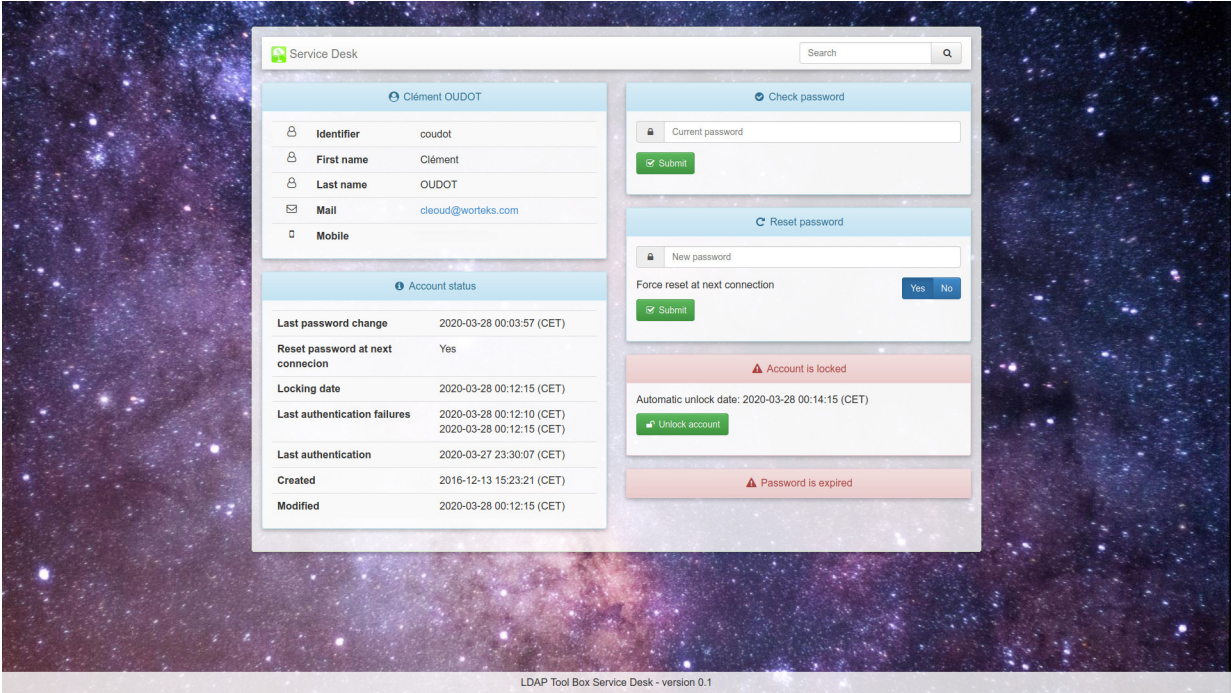 Service Desk
Search
Clément OUDOT
Identifier coudot
First name Clément
Last name OUDOT
Mail cleoud@worteks.com
Mobile
Account status
Last password change 2020-03-28 00:03:57 (CET)
Reset password at next Yes
connecion
Locking date 2020-03-28 00:12:15 (CET)
Last authentication failures 2020-03-28 00:12:10 (CET)
2020-03-28 00:12:15 (CET)
Last authentication 2020-03-27 23:30:07 (CET)
Created 2016-12-13 15:23:21 (CET)
Modified 2020-03-28 00:12:15 (CET)
Check password
Current password
Submit
Reset password
New password
Force reset at next connection Yes No
Submit
Account is locked
Automatic unlock date: 2020-03-28 00:14:15 (CET)
Unlock account
Password is expired
LDAP Tool Box Service Desk - version 0.1